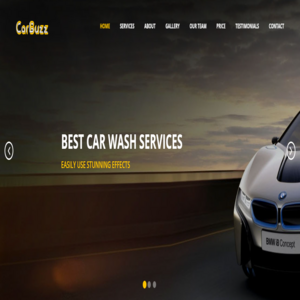 CarBuzz
HOME SERVICES ABOUT GALLERY OUR TEAM PRICE TESTIMONIALS CONTACT
BEST CAR WASH SERVICES
EASILY USE STUNNING EFFECTS
BMW i8 Concept